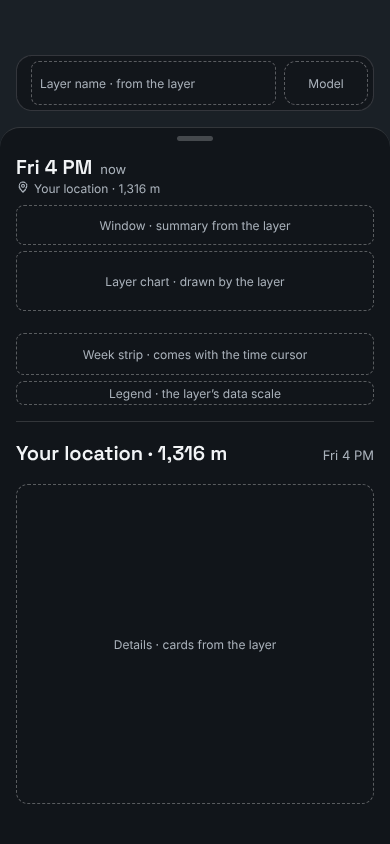 Layer name · from the layer
Model
Fri 4 PM now
Your location · 1,316 m
Window · summary from the layer
Layer chart · drawn by the layer
Week strip · comes with the time cursor
Legend · the layer's data scale
Your location · 1,316 m
Fri 4 PM
Details · cards from the layer